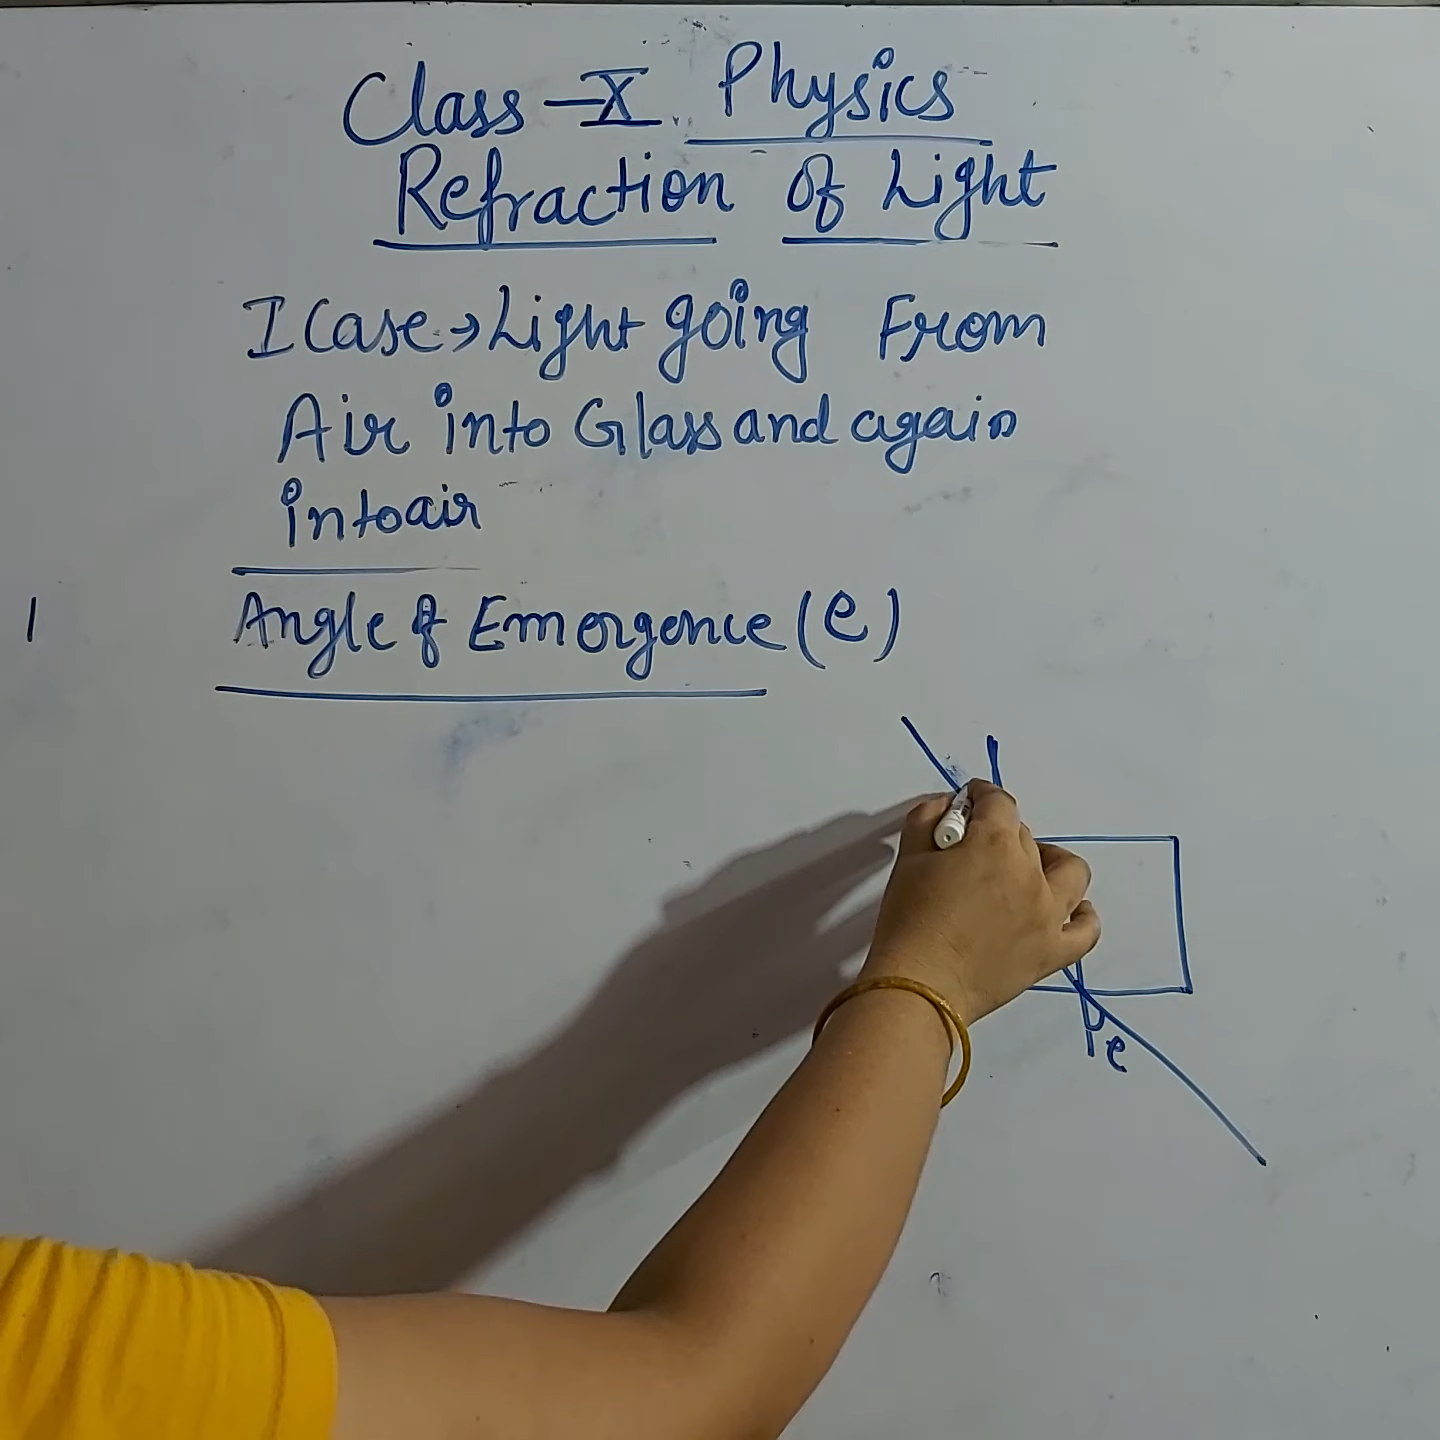 Class - X Physics
Refraction of Light
I Case → Light going From
Air into Glass and again
into air
1
Angle of Emergence (e)
e